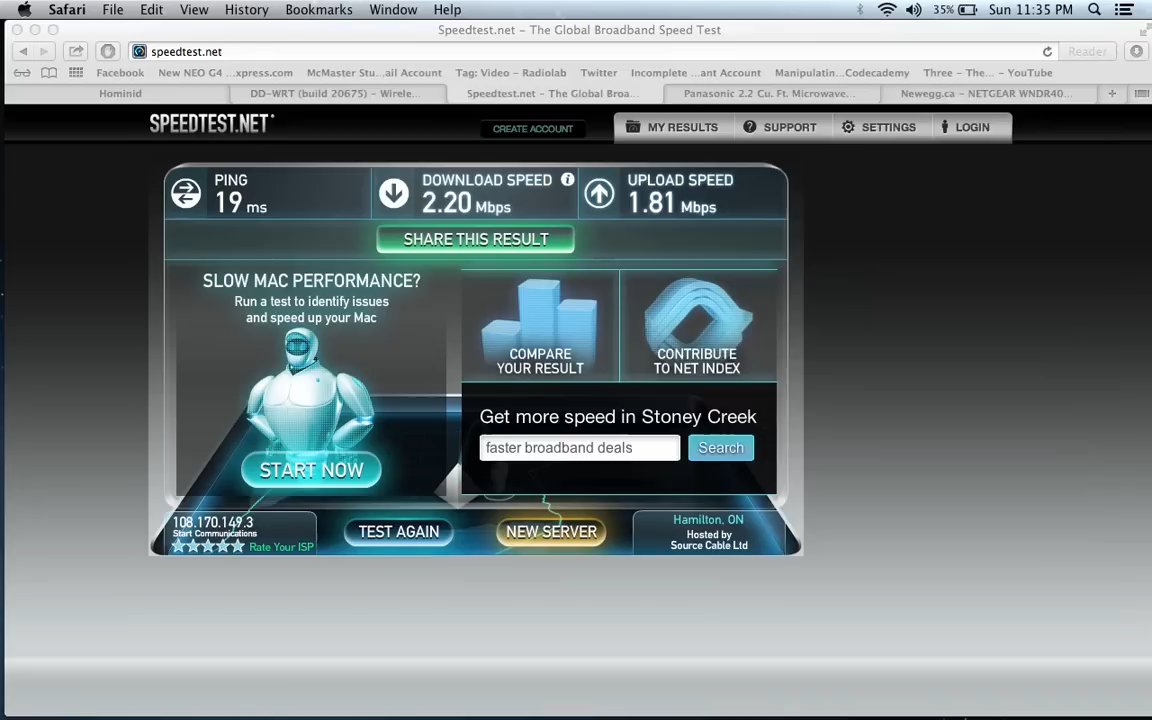 Safari File Edit View History Bookmarks Window Help 35% Sun 11:35 PM
Speedtest.net – The Global Broadband Speed Test
speedtest.net Reader
Facebook New NEO G4 ...xpress.com McMaster Stu...ail Account Tag: Video – Radiolab Twitter Incomplete ...ant Account Manipulatin...Codecademy Three – The... – YouTube
Hominid DD-WRT (build 20675) – Wirele... Speedtest.net – The Global Broa... Panasonic 2.2 Cu. Ft. Microwave... Newegg.ca – NETGEAR WNDR40... +
SPEEDTEST.NET CREATE ACCOUNT MY RESULTS SUPPORT SETTINGS LOGIN
PING DOWNLOAD SPEED UPLOAD SPEED
19 ms 2.20 Mbps 1.81 Mbps
SHARE THIS RESULT
SLOW MAC PERFORMANCE?
Run a test to identify issues
and speed up your Mac
START NOW
COMPARE
YOUR RESULT
CONTRIBUTE
TO NET INDEX
Get more speed in Stoney Creek
faster broadband deals Search
108.170.149.3
Start Communications
Rate Your ISP
TEST AGAIN
NEW SERVER
Hamilton, ON
Hosted by
Source Cable Ltd